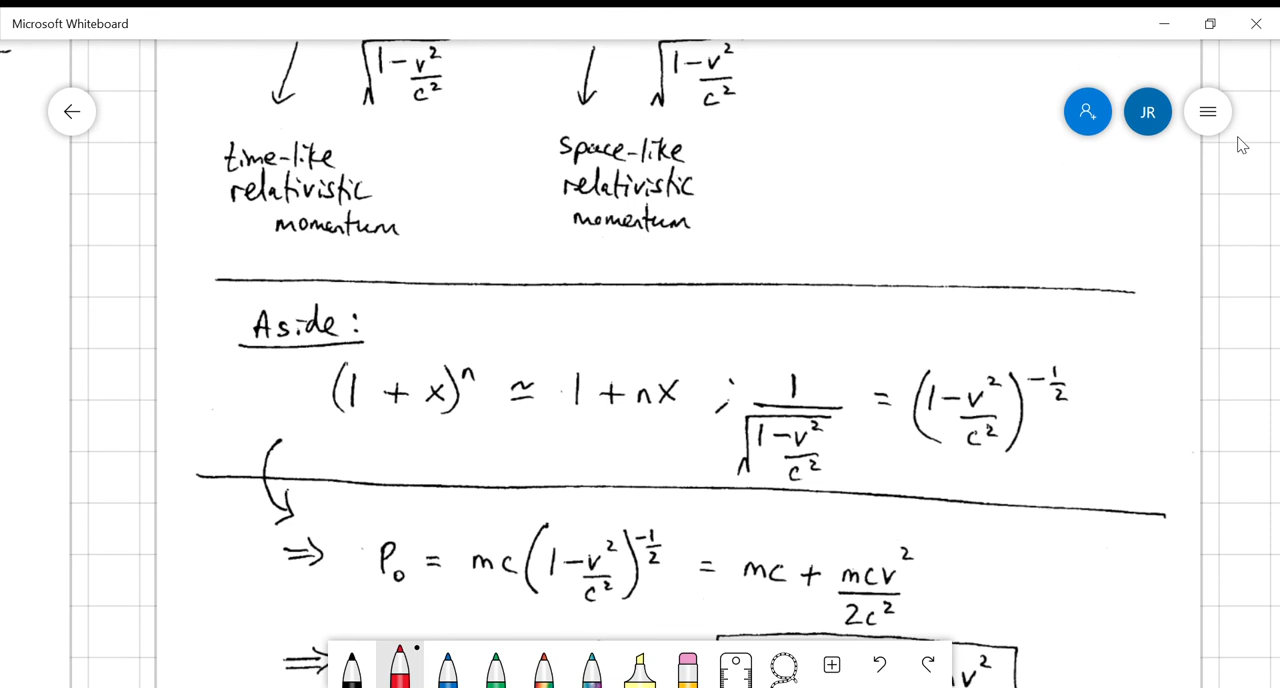 Microsoft Whiteboard
√(1 - v²/c²) √(1 - v²/c²)
JR
time-like
relativistic
momentum
space-like
relativistic
momentum
Aside:
(1 + x)ⁿ ≃ 1 + nx ; 1/√(1 - v²/c²) = (1 - v²/c²)^(-1/2)
⇒ P₀ = mc(1 - v²/c²)^(-1/2) = mc + mcv²/2c²
⇒ v²